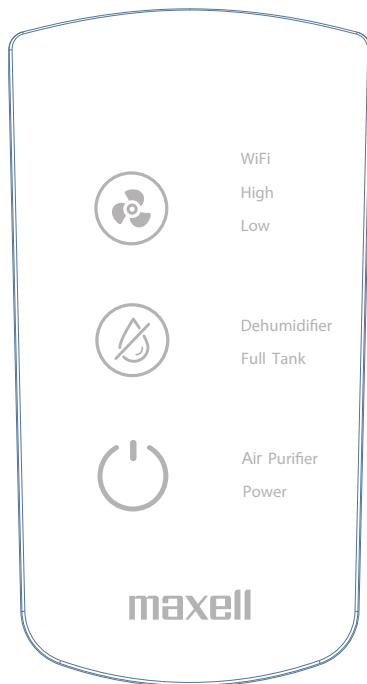 WiFi
High
Low
Dehumidifier
Full Tank
Air Purifier
Power
maxell